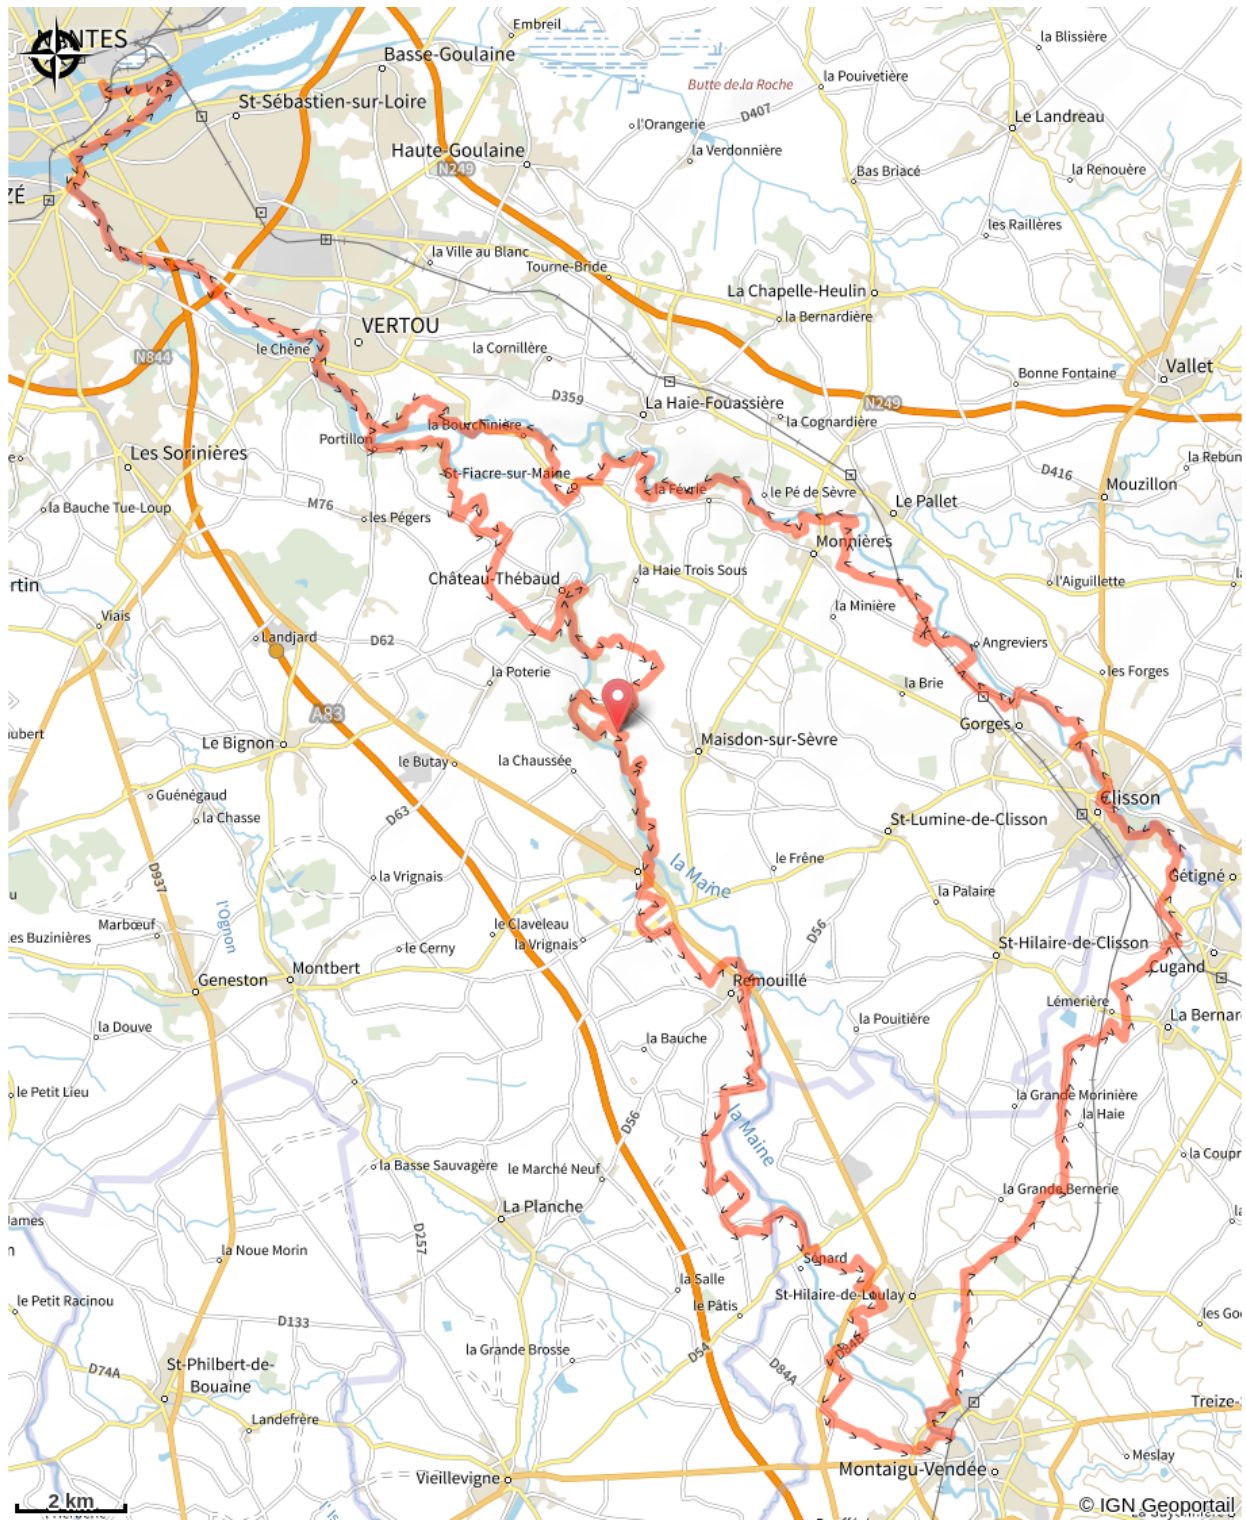 NANTES
Embreil
la Blissière
Basse-Goulaine
la Pouivetière
Butte de la Roche
St-Sébastien-sur-Loire
D407
Le Landreau
l'Orangerie
Haute-Goulaine
la Verdonnière
N249
Bas Briacé
la Renouère
ZÉ
les Raillères
la Ville au Blanc
Tourne-Bride
La Chapelle-Heulin
la Bernardière
VERTOU
le Chêne
la Cornillère
N844
Vallet
Bonne Fontaine
D359
La Haie-Fouassière
N249
la Cognardière
la Bourchinière
Portillon
Les Sorinières
la Rebun
D416
St-Fiacre-sur-Maine
Mouzillon
la Févrie
le Pé de Sèvre
Le Pallet
la Bauche Tue-Loup
M76
les Pégers
Monnières
la Haie Trois Sous
Château-Thébaud
l'Aiguillette
rtin
la Minière
Viais
Landjard
D62
Angreviers
la Poterie
les Forges
la Brie
A83
Gorges
aubert
Le Bignon
Maisdon-sur-Sèvre
le Butay
la Chaussée
Guénégaud
Clisson
la Chasse
D63
St-Lumine-de-Clisson
le Frêne
la Maine
Gétigné
D937
la Vrignais
la Palaire
u
l'Ognon
Marbœuf
le Claveleau
D56
es Buzinières
le Cerny
la Vrignais
St-Hilaire-de-Clisson
Cugand
Montbert
Geneston
Remouillé
Lémerière
La Bernar
la Pouitière
la Douve
la Bauche
le Petit Lieu
la Grande Morinière
D56
la Haie
la Maine
la Coupr
la Basse Sauvagère
le Marché Neuf
la Grande Bernerie
La Planche
James
D257
n
la Noue Morin
Sénard
la Salle
St-Hilaire-de-Loulay
le Petit Racinou
le Pâtis
les Go
D133
D84B
la Grande Brosse
D54
D74A
St-Philbert-de-
Bouaine
D84A
Treize-
Landefrère
Meslay
Montaigu-Vendée
Vieillevigne
2 km
© IGN Geoportail